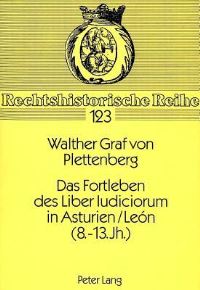 Rechtshistorische Reihe
123
Walther Graf von
Plettenberg
Das Fortleben
des Liber Iudiciorum
in Asturien/León
(8.-13.Jh.)
Peter Lang